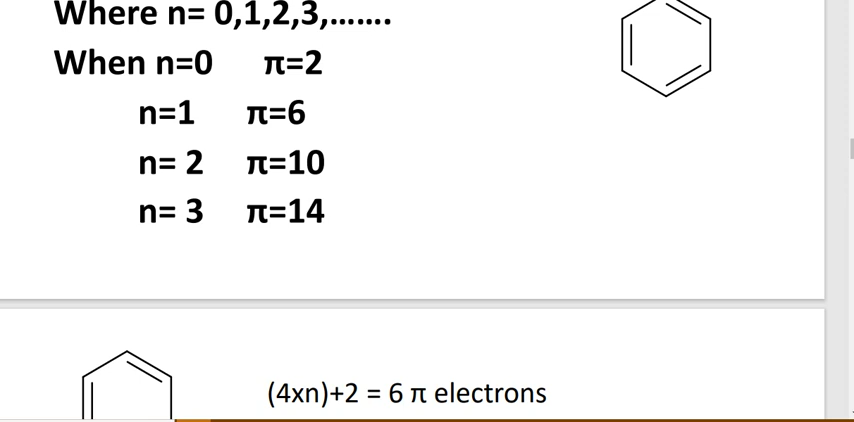 Where n= 0,1,2,3,.......
When n=0 π=2
n=1 π=6
n= 2 π=10
n= 3 π=14
(4xn)+2 = 6 π electrons